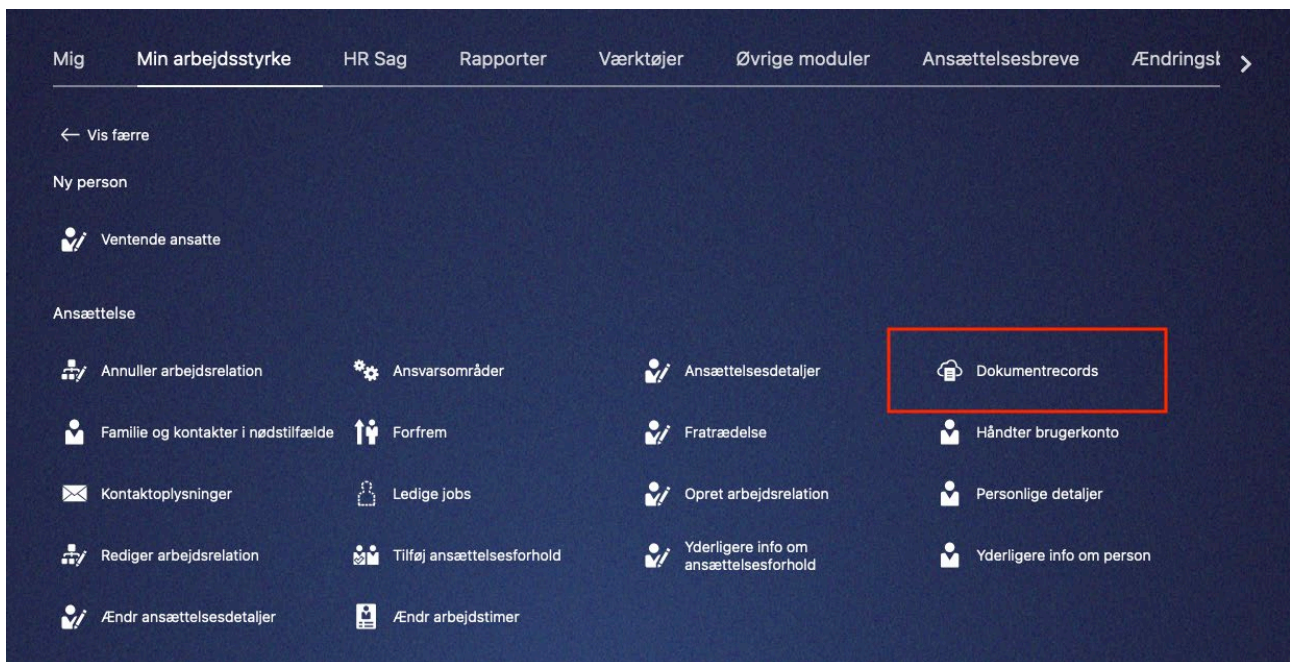 Mig Min arbejdsstyrke HR Sag Rapporter Værktøjer Øvrige moduler Ansættelsesbreve
Vis færre
Ny person
Ventende ansatte
Ansættelse
Annuller arbejdsrelation Ansvarsområder Ansættelsesdetaljer Dokumentrecords
Familie og kontakter i nødstilfælde Forfrem Fratrædelse Håndter brugerkonto
Kontaktoplysninger Ledige jobs Opret arbejdsrelation Personlige detaljer
Rediger arbejdsrelation Tilføj ansættelsesforhold Yderligere info om
ansættelsesforhold Yderligere info om person
Ændr ansættelsesdetaljer Ændr arbejdstimer